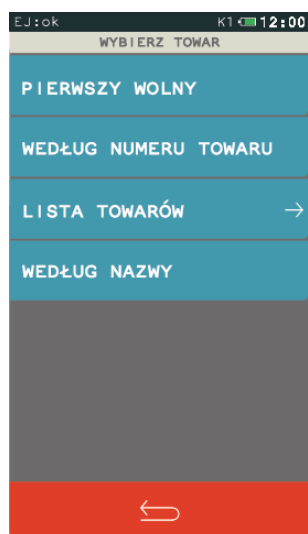 EJ:ok K1 12:00
WYBIERZ TOWAR
PIERWSZY WOLNY
WEDŁUG NUMERU TOWARU
LISTA TOWARÓW →
WEDŁUG NAZWY